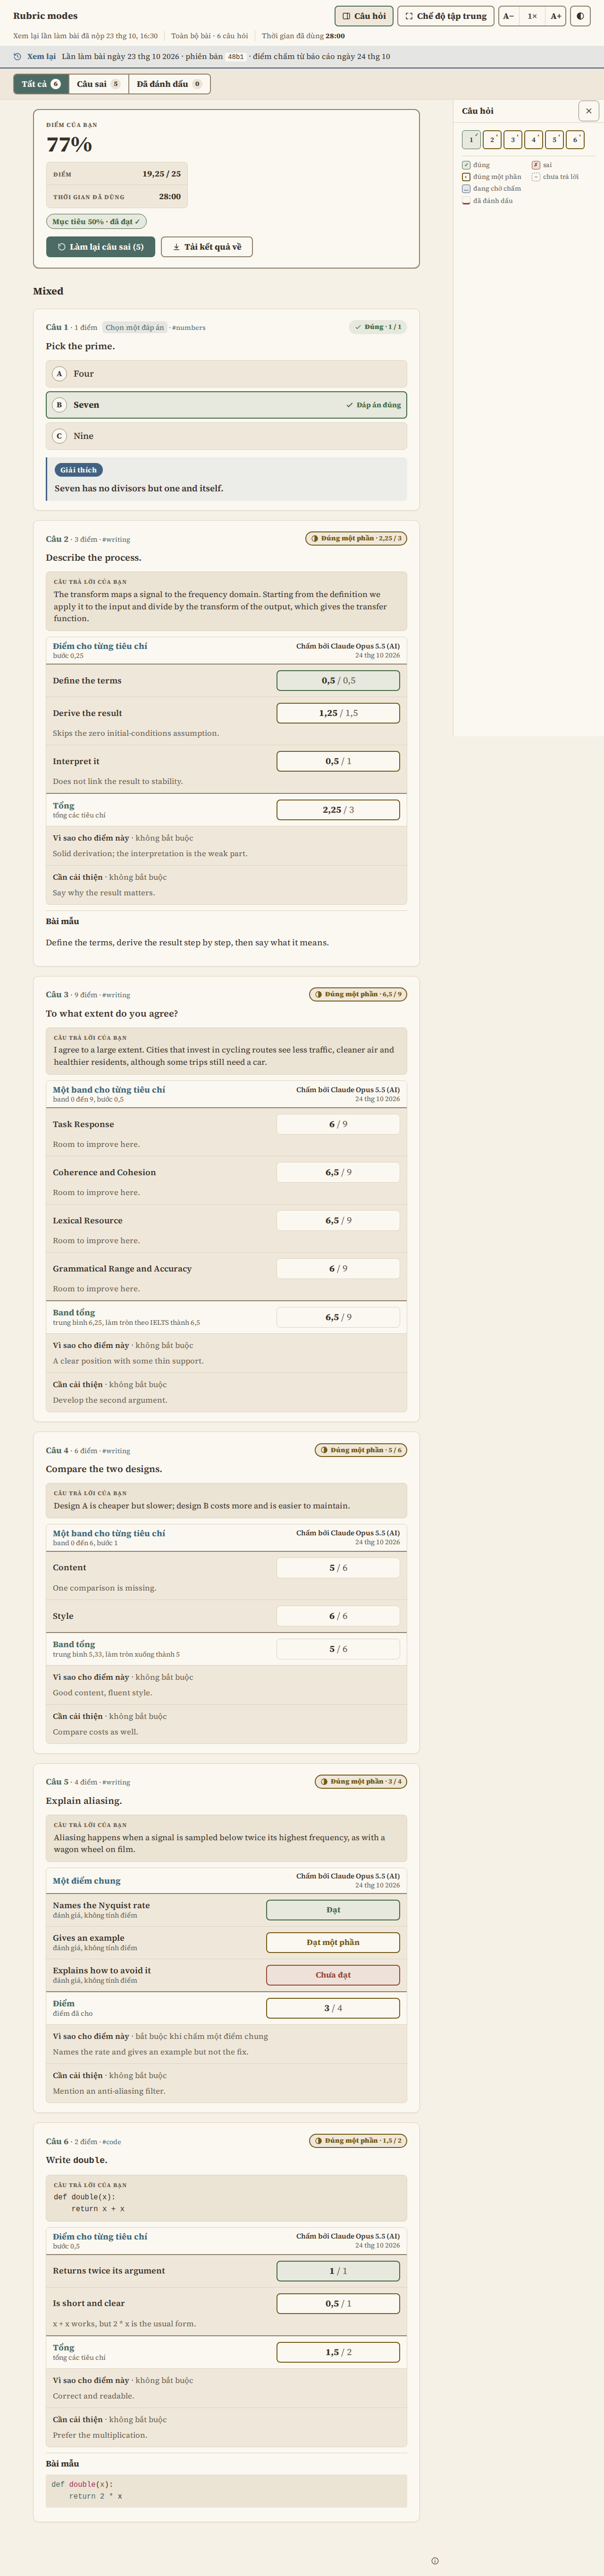 Rubric modes
Câu hỏi
Chế độ tập trung
A−
1×
A+
Xem lại lần làm bài đã nộp 23 thg 10, 16:30
Toàn bộ bài · 6 câu hỏi
Thời gian đã dùng 28:00
Xem lại Lần làm bài ngày 23 thg 10 2026 · phiên bản 48b1 · điểm chấm từ báo cáo ngày 24 thg 10
Tất cả 6
Câu sai 5
Đã đánh dấu 0
Câu hỏi
1
2
3
4
5
6
đúng
sai
đúng một phần
chưa trả lời
đang chờ chấm
đã đánh dấu
ĐIỂM CỦA BẠN
77%
ĐIỂM 19,25 / 25
THỜI GIAN ĐÃ DÙNG 28:00
Mục tiêu 50% · đã đạt ✓
Làm lại câu sai (5)
Tải kết quả về
Mixed
Câu 1 · 1 điểm Chọn một đáp án · #numbers
✓ Đúng · 1 / 1
Pick the prime.
A Four
B Seven ✓ Đáp án đúng
C Nine
Giải thích
Seven has no divisors but one and itself.
Câu 2 · 3 điểm · #writing
Đúng một phần · 2,25 / 3
Describe the process.
CÂU TRẢ LỜI CỦA BẠN
The transform maps a signal to the frequency domain. Starting from the definition we
apply it to the input and divide by the transform of the output, which gives the transfer
function.
Điểm cho từng tiêu chí
bước 0,25
Chấm bởi Claude Opus 5.5 (AI)
24 thg 10 2026
Define the terms 0,5 / 0,5
Derive the result 1,25 / 1,5
Skips the zero initial-conditions assumption.
Interpret it 0,5 / 1
Does not link the result to stability.
Tổng 2,25 / 3
tổng các tiêu chí
Vì sao cho điểm này · không bắt buộc
Solid derivation; the interpretation is the weak part.
Cần cải thiện · không bắt buộc
Say why the result matters.
Bài mẫu
Define the terms, derive the result step by step, then say what it means.
Câu 3 · 9 điểm · #writing
Đúng một phần · 6,5 / 9
To what extent do you agree?
CÂU TRẢ LỜI CỦA BẠN
I agree to a large extent. Cities that invest in cycling routes see less traffic, cleaner air and
healthier residents, although some trips still need a car.
Một band cho từng tiêu chí
band 0 đến 9, bước 0,5
Chấm bởi Claude Opus 5.5 (AI)
24 thg 10 2026
Task Response 6 / 9
Room to improve here.
Coherence and Cohesion 6,5 / 9
Room to improve here.
Lexical Resource 6,5 / 9
Room to improve here.
Grammatical Range and Accuracy 6 / 9
Room to improve here.
Band tổng 6,5 / 9
trung bình 6,25, làm tròn theo IELTS thành 6,5
Vì sao cho điểm này · không bắt buộc
A clear position with some thin support.
Cần cải thiện · không bắt buộc
Develop the second argument.
Câu 4 · 6 điểm · #writing
Đúng một phần · 5 / 6
Compare the two designs.
CÂU TRẢ LỜI CỦA BẠN
Design A is cheaper but slower; design B costs more and is easier to maintain.
Một band cho từng tiêu chí
band 0 đến 6, bước 1
Chấm bởi Claude Opus 5.5 (AI)
24 thg 10 2026
Content 5 / 6
One comparison is missing.
Style 6 / 6
Band tổng 5 / 6
trung bình 5,33, làm tròn xuống thành 5
Vì sao cho điểm này · không bắt buộc
Good content, fluent style.
Cần cải thiện · không bắt buộc
Compare costs as well.
Câu 5 · 4 điểm · #writing
Đúng một phần · 3 / 4
Explain aliasing.
CÂU TRẢ LỜI CỦA BẠN
Aliasing happens when a signal is sampled below twice its highest frequency, as with a
wagon wheel on film.
Một điểm chung
Chấm bởi Claude Opus 5.5 (AI)
24 thg 10 2026
Names the Nyquist rate Đạt
đánh giá, không tính điểm
Gives an example Đạt một phần
đánh giá, không tính điểm
Explains how to avoid it Chưa đạt
đánh giá, không tính điểm
Điểm 3 / 4
điểm đã cho
Vì sao cho điểm này · bắt buộc khi chấm một điểm chung
Names the rate and gives an example but not the fix.
Cần cải thiện · không bắt buộc
Mention an anti-aliasing filter.
Câu 6 · 2 điểm · #code
Đúng một phần · 1,5 / 2
Write double.
CÂU TRẢ LỜI CỦA BẠN
def double(x):
    return x + x
Điểm cho từng tiêu chí
bước 0,5
Chấm bởi Claude Opus 5.5 (AI)
24 thg 10 2026
Returns twice its argument 1 / 1
Is short and clear 0,5 / 1
x + x works, but 2 * x is the usual form.
Tổng 1,5 / 2
tổng các tiêu chí
Vì sao cho điểm này · không bắt buộc
Correct and readable.
Cần cải thiện · không bắt buộc
Prefer the multiplication.
Bài mẫu
def double(x):
    return 2 * x